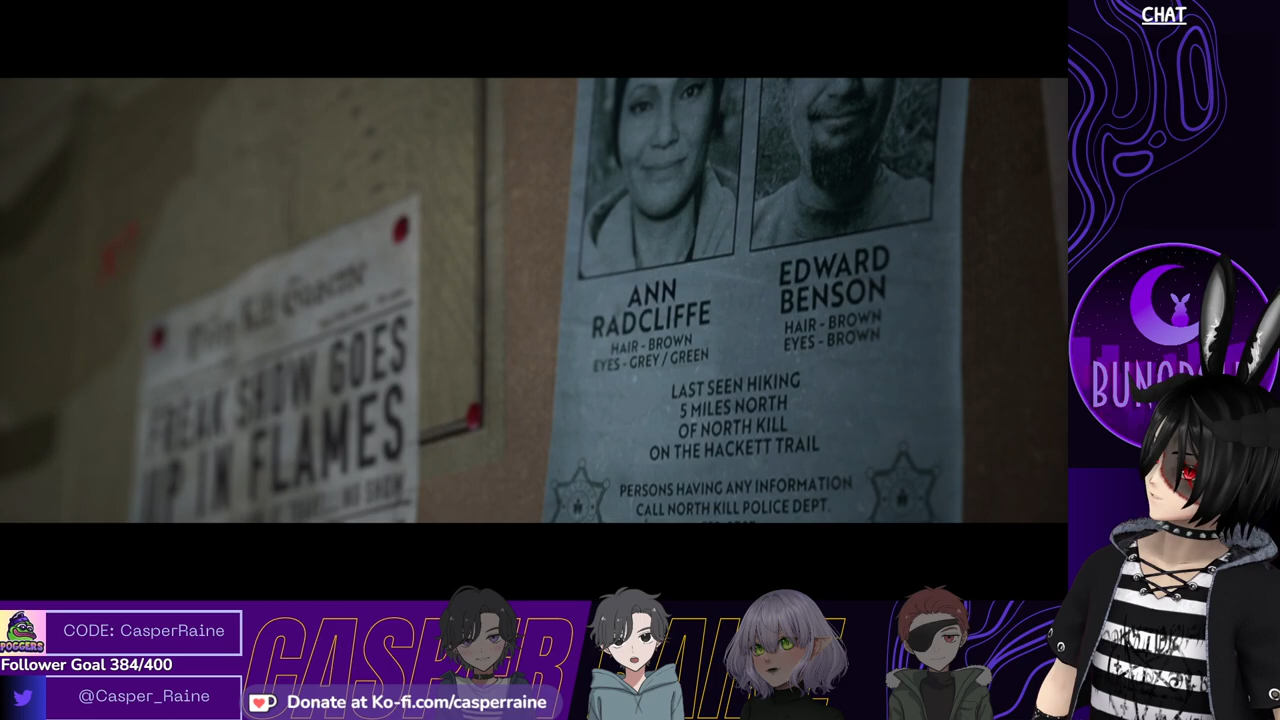 CHAT
FREAK SHOW GOES
UP IN FLAMES
ANN
RADCLIFFE
HAIR - BROWN
EYES - GREY / GREEN
EDWARD
BENSON
HAIR - BROWN
EYES - BROWN
LAST SEEN HIKING
5 MILES NORTH
OF NORTH KILL
ON THE HACKETT TRAIL
PERSONS HAVING ANY INFORMATION
CALL NORTH KILL POLICE DEPT.
POGGERS
CODE: CasperRaine
Follower Goal 384/400
@Casper_Raine
Donate at Ko-fi.com/casperraine